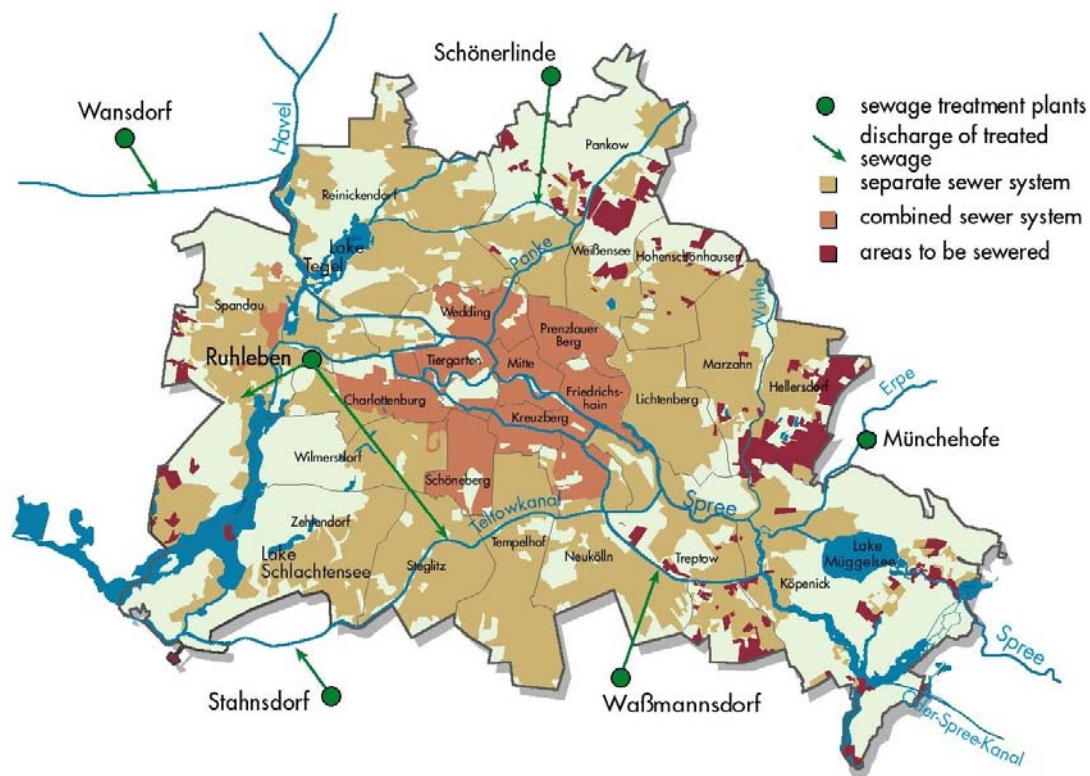 Schönerlinde
Wansdorf
Havel
sewage treatment plants
discharge of treated
sewage
separate sewer system
combined sewer system
areas to be sewered
Pankow
Reinickendorf
Lake
Tegel
Panke
Weißensee
Hohenschönhausen
Wuhle
Spandau
Wedding
Prenzlauer
Berg
Ruhleben
Tiergarten
Mitte
Marzahn
Hellersdorf
Erpe
Charlottenburg
Friedrichs-
hain
Lichtenberg
Kreuzberg
Münchehofe
Wilmersdorf
Schöneberg
Teltowkanal
Spree
Zehlendorf
Tempelhof
Lake
Schlachtensee
Steglitz
Neukölln
Treptow
Lake
Müggelsee
Köpenick
Spree
Stahnsdorf
Waßmannsdorf
Oder-Spree-Kanal